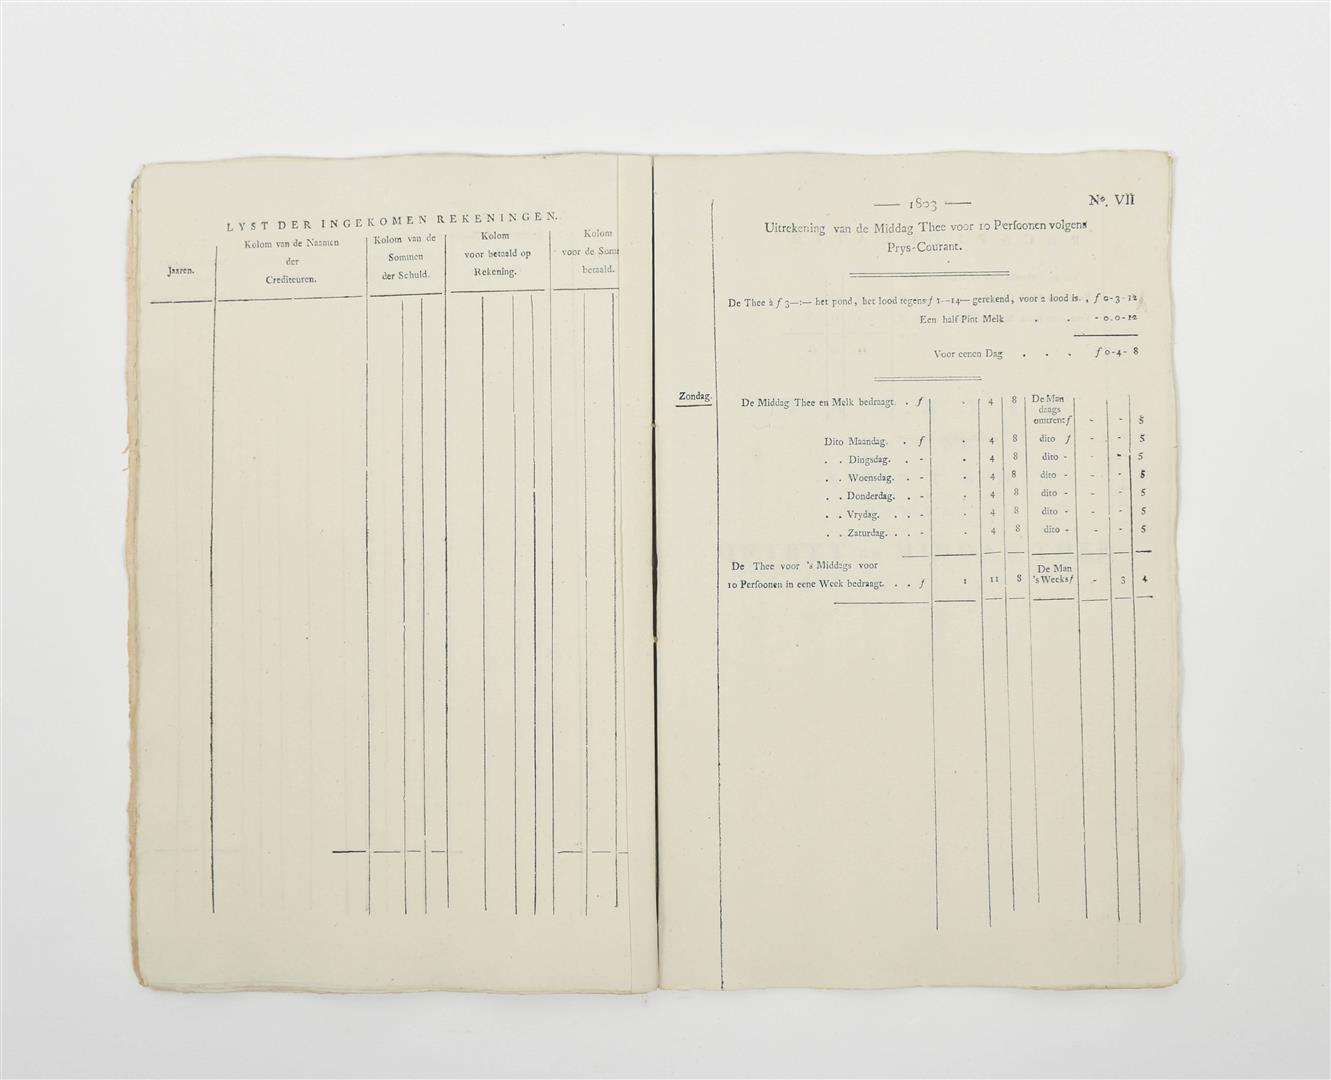 LYST DER INGEKOMEN REKENINGEN.
Jaaren.
Kolom van de Naamen
der
Crediteuren.
Kolom van de
Sommen
der Schuld.
Kolom
voor betaald op
Rekening.
Kolom
voor de Som
betaald.
— 1803 — No. VII
Uitrekening van de Middag Thee voor 10 Perſoonen volgens
Prys-Courant.
De Thee à ƒ 3—:— het pond, het lood tegens ƒ 1--14— gerekend, voor 2 lood is. , ƒ 0-3-12
Een half Pint Melk . . - 0.0-12
Voor eenen Dag . . . ƒ 0-4- 8
Zondag. De Middag Thee en Melk bedraagt. . ƒ - 4 8 De Man
daags
omtrent ƒ - - 5
Dito Maandag. . ƒ . 4 8 dito ƒ - - 5
. . Dingsdag. . - . 4 8 dito - - - 5
. . Woensdag. . - . 4 8 dito - - - 5
. . Donderdag. . - . 4 8 dito - - - 5
. . Vrydag. . . - . 4 8 dito - - - 5
. . Zaturdag. . . - . 4 8 dito - - - 5
De Thee voor 's Middags voor
10 Perſoonen in eene Week bedraagt. . . ƒ 1 11 8 De Man
's Weeks ƒ - 3 4